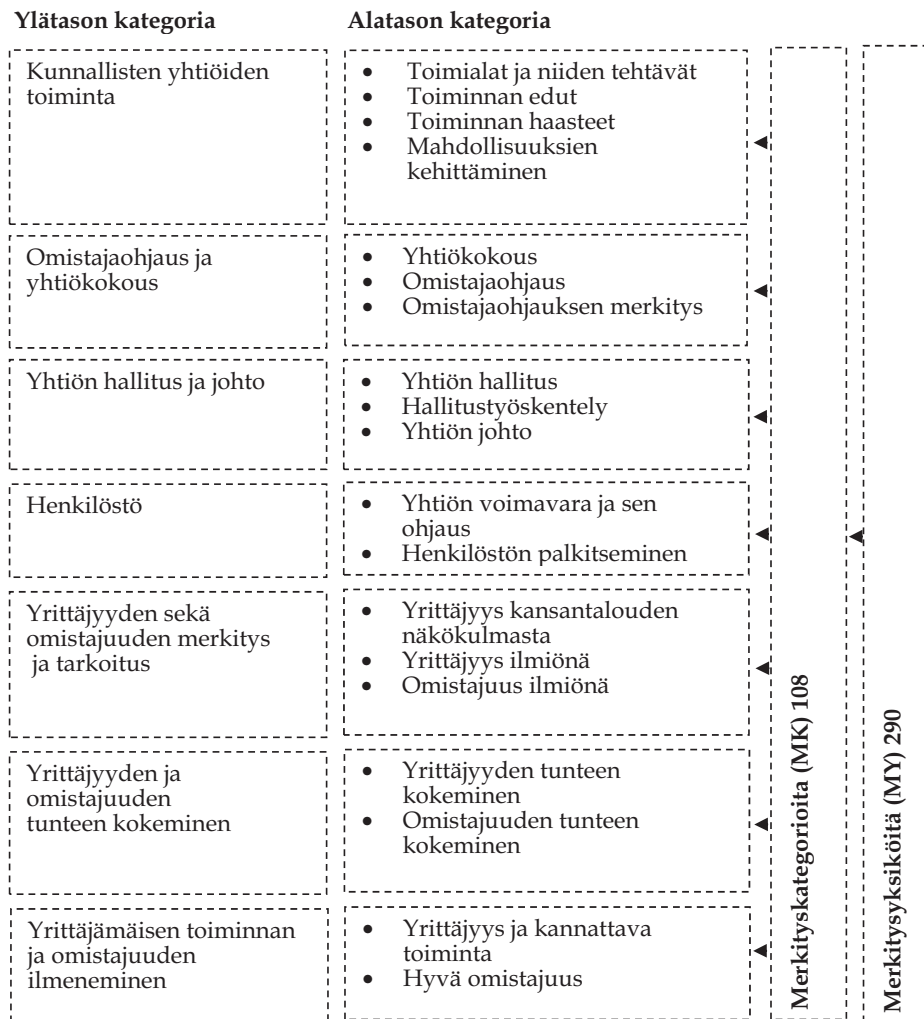 Ylätason kategoria
Alatason kategoria
Kunnallisten yhtiöiden
toiminta
• Toimialat ja niiden tehtävät
• Toiminnan edut
• Toiminnan haasteet
• Mahdollisuuksien
kehittäminen
Omistajaohjaus ja
yhtiökokous
• Yhtiökokous
• Omistajaohjaus
• Omistajaohjauksen merkitys
Yhtiön hallitus ja johto
• Yhtiön hallitus
• Hallitustyöskentely
• Yhtiön johto
Henkilöstö
• Yhtiön voimavara ja sen
ohjaus
• Henkilöstön palkitseminen
Yrittäjyyden sekä
omistajuuden merkitys
ja tarkoitus
• Yrittäjyys kansantalouden
näkökulmasta
• Yrittäjyys ilmiönä
• Omistajuus ilmiönä
Yrittäjyyden ja
omistajuuden
tunteen kokeminen
• Yrittäjyyden tunteen
kokeminen
• Omistajuuden tunteen
kokeminen
Yrittäjämäisen toiminnan
ja omistajuuden
ilmeneminen
• Yrittäjyys ja kannattava
toiminta
• Hyvä omistajuus
Merkityskategorioita (MK) 108
Merkitysyksiköitä (MY) 290